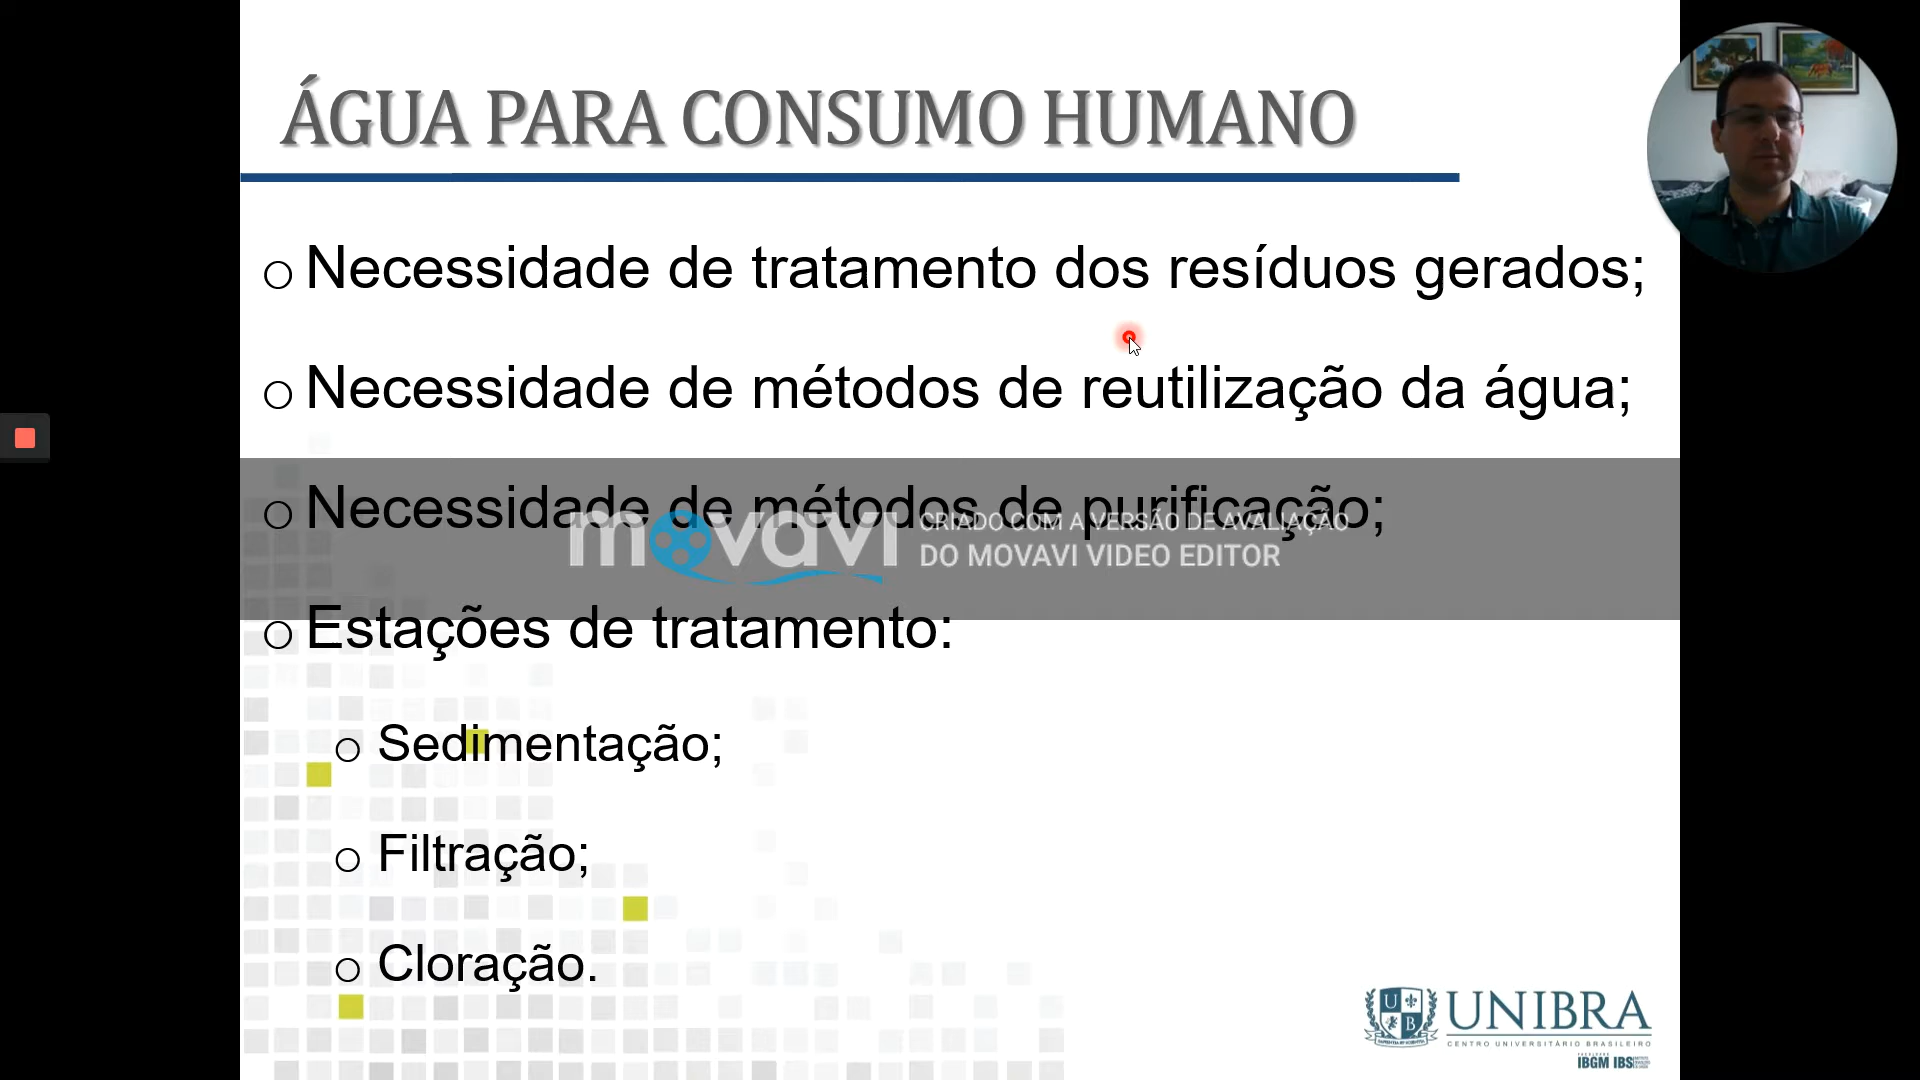 ÁGUA PARA CONSUMO HUMANO
Necessidade de tratamento dos resíduos gerados;
Necessidade de métodos de reutilização da água;
Necessidade de métodos de purificação;
movavi
CRIADO COM A VERSÃO DE AVALIAÇÃO
DO MOVAVI VIDEO EDITOR
Estações de tratamento:
Sedimentação;
Filtração;
Cloração.
U
B
UNIBRA
CENTRO UNIVERSITÁRIO BRASILEIRO
IBGM IBS